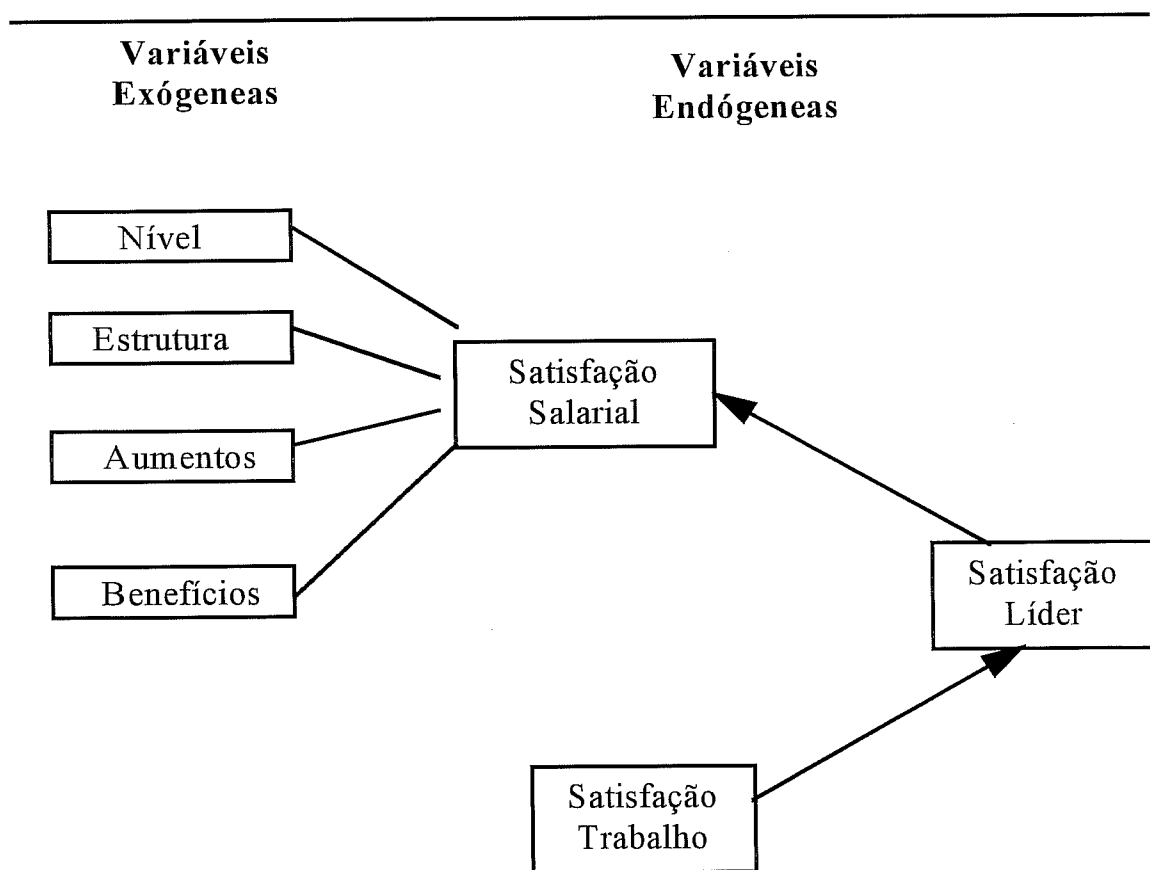 Variáveis
Exógeneas
Variáveis
Endógeneas
Nível
Estrutura
Aumentos
Benefícios
Satisfação
Salarial
Satisfação
Líder
Satisfação
Trabalho